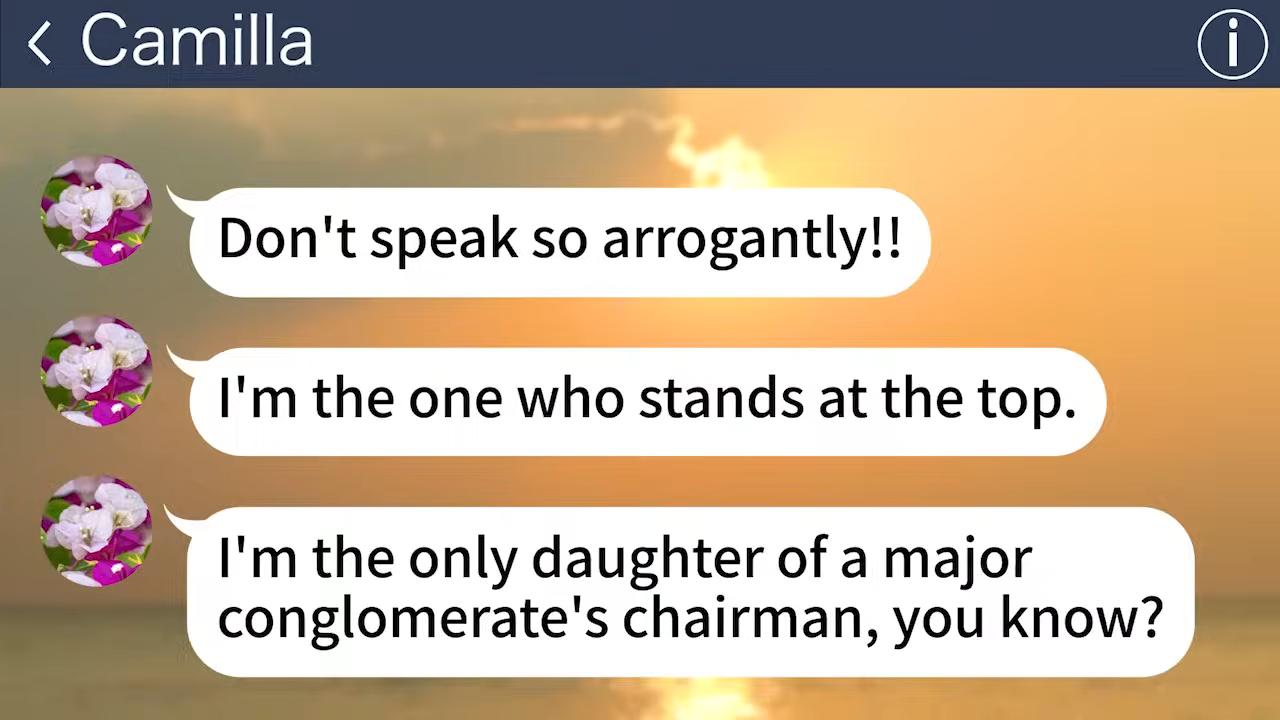 Camilla
Don't speak so arrogantly!!
I'm the one who stands at the top.
I'm the only daughter of a major
conglomerate's chairman, you know?